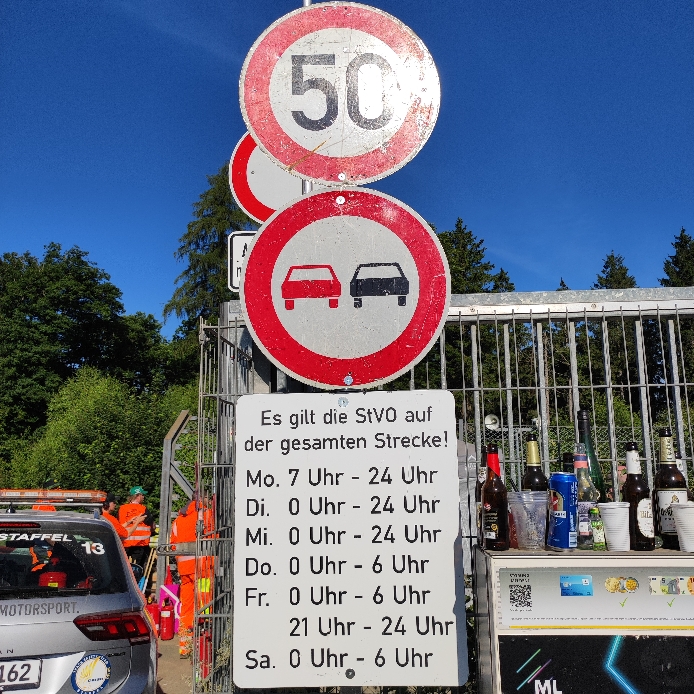 50
Es gilt die StVO auf
der gesamten Strecke!
Mo. 7 Uhr - 24 Uhr
Di. 0 Uhr - 24 Uhr
Mi. 0 Uhr - 24 Uhr
Do. 0 Uhr - 6 Uhr
Fr. 0 Uhr - 6 Uhr
21 Uhr - 24 Uhr
Sa. 0 Uhr - 6 Uhr
STAFFEL 13
MOTORSPORT.
162
ML